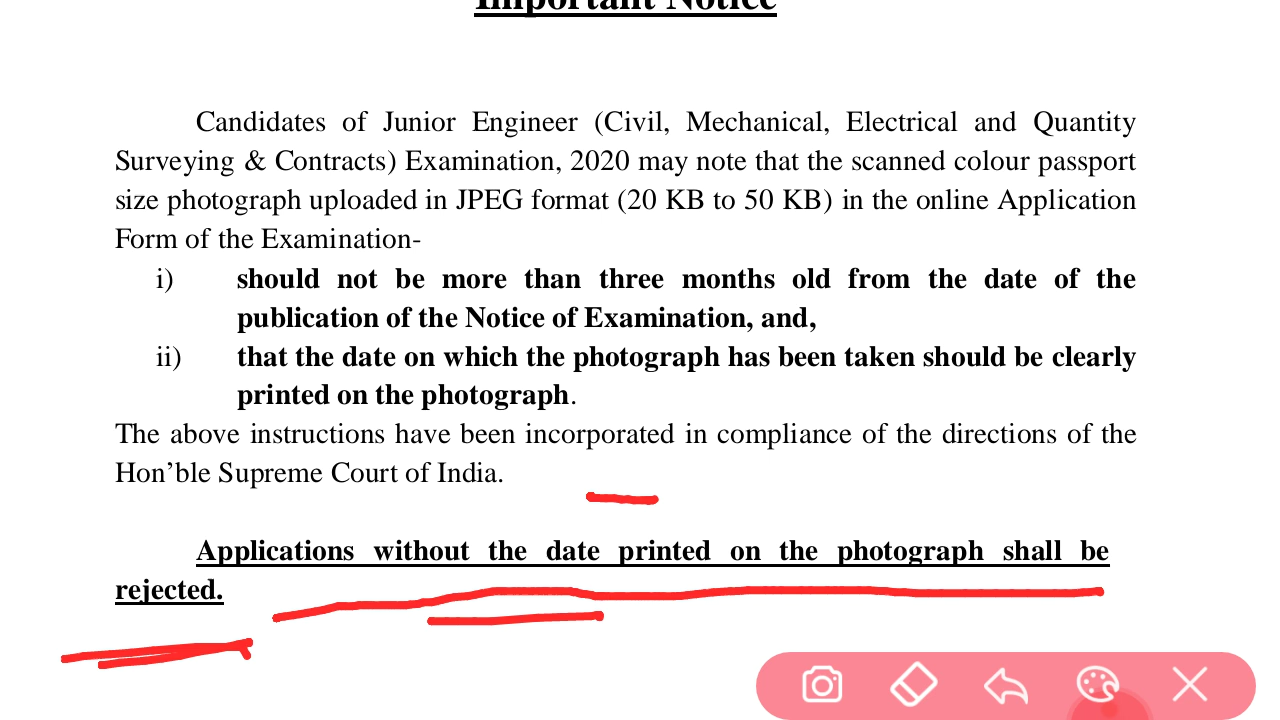 Important Notice
Candidates of Junior Engineer (Civil, Mechanical, Electrical and Quantity
Surveying & Contracts) Examination, 2020 may note that the scanned colour passport
size photograph uploaded in JPEG format (20 KB to 50 KB) in the online Application
Form of the Examination-
i) should not be more than three months old from the date of the
publication of the Notice of Examination, and,
ii) that the date on which the photograph has been taken should be clearly
printed on the photograph.
The above instructions have been incorporated in compliance of the directions of the
Hon’ble Supreme Court of India.
Applications without the date printed on the photograph shall be
rejected.